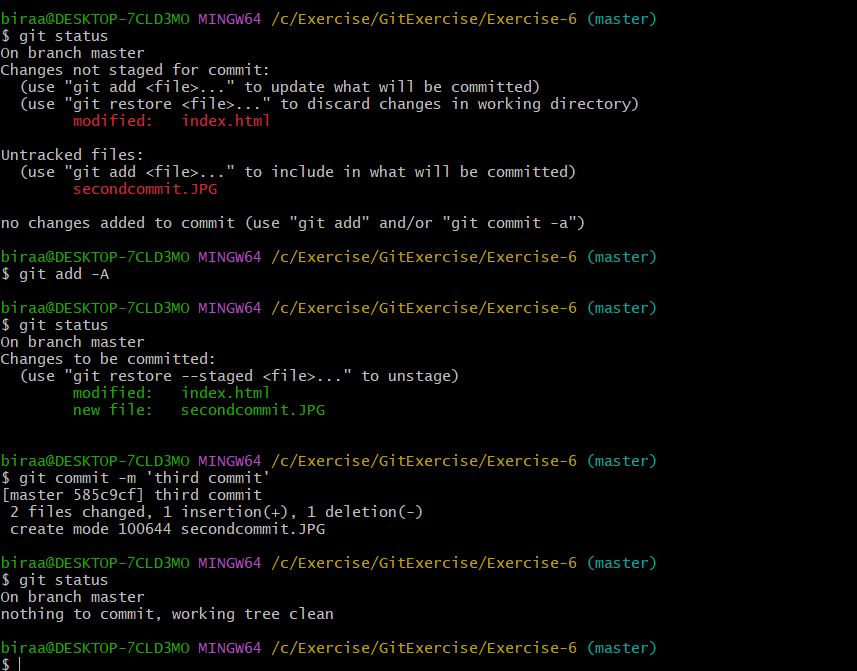 biraa@DESKTOP-7CLD3MO MINGW64 /c/Exercise/GitExercise/Exercise-6 (master)
$ git status
On branch master
Changes not staged for commit:
  (use "git add <file>..." to update what will be committed)
  (use "git restore <file>..." to discard changes in working directory)
        modified:   index.html

Untracked files:
  (use "git add <file>..." to include in what will be committed)
        secondcommit.JPG

no changes added to commit (use "git add" and/or "git commit -a")

biraa@DESKTOP-7CLD3MO MINGW64 /c/Exercise/GitExercise/Exercise-6 (master)
$ git add -A

biraa@DESKTOP-7CLD3MO MINGW64 /c/Exercise/GitExercise/Exercise-6 (master)
$ git status
On branch master
Changes to be committed:
  (use "git restore --staged <file>..." to unstage)
        modified:   index.html
        new file:   secondcommit.JPG


biraa@DESKTOP-7CLD3MO MINGW64 /c/Exercise/GitExercise/Exercise-6 (master)
$ git commit -m 'third commit'
[master 585c9cf] third commit
 2 files changed, 1 insertion(+), 1 deletion(-)
 create mode 100644 secondcommit.JPG

biraa@DESKTOP-7CLD3MO MINGW64 /c/Exercise/GitExercise/Exercise-6 (master)
$ git status
On branch master
nothing to commit, working tree clean

biraa@DESKTOP-7CLD3MO MINGW64 /c/Exercise/GitExercise/Exercise-6 (master)
$